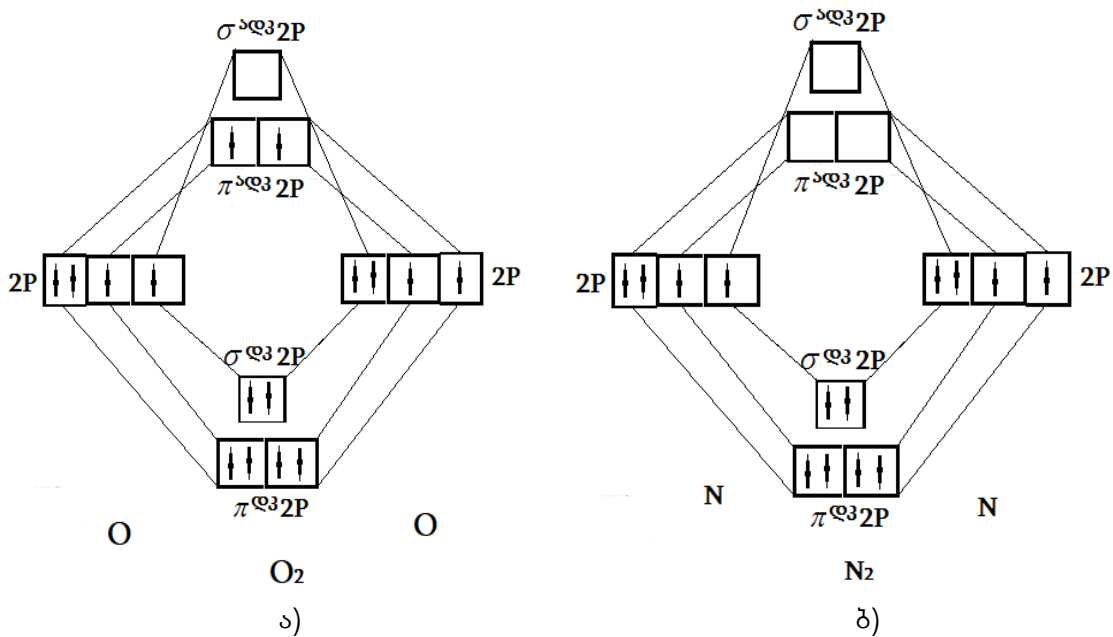 σ ადვ 2P
π ადვ 2P
2P 2P
σ დვ 2P
π დვ 2P
O O
O2
ა)
σ ადვ 2P
π ადვ 2P
2P 2P
σ დვ 2P
π დვ 2P
N N
N2
ბ)